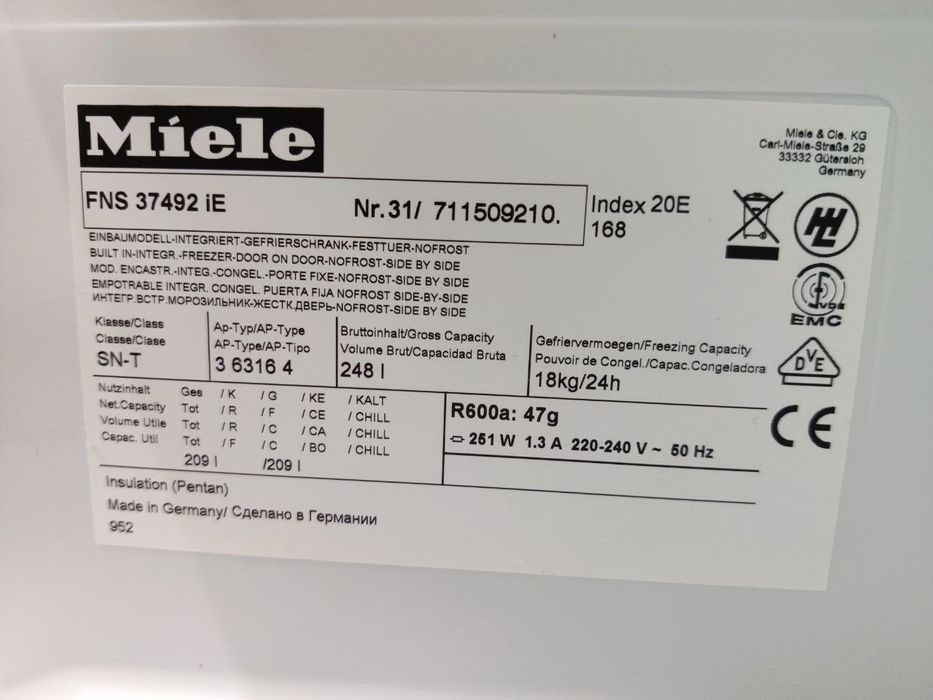 Miele
Miele & Cie. KG
Carl-Miele-Straße 29
33332 Gütersloh
Germany
FNS 37492 iE Nr.31/ 711509210. Index 20E
168
EINBAUMODELL-INTEGRIERT-GEFRIERSCHRANK-FESTTUER-NOFROST
BUILT IN-INTEGR.-FREEZER-DOOR ON DOOR-NOFROST-SIDE BY SIDE
MOD. ENCASTR.-INTEG.-CONGEL.-PORTE FIXE-NOFROST-SIDE BY SIDE
EMPOTRABLE INTEGR. CONGEL. PUERTA FIJA NOFROST SIDE-BY-SIDE
ИНТЕГР.ВСТР.МОРОЗИЛЬНИК-ЖЕСТК.ДВЕРЬ-NOFROST-SIDE BY SIDE
VDE
EMC
Klasse/Class
Classe/Clase
SN-T
Ap-Typ/AP-Type
AP-Type/AP-Tipo
3 6316 4
Bruttoinhalt/Gross Capacity
Volume Brut/Capacidad Bruta
248 l
Gefriervermoegen/Freezing Capacity
Pouvoir de Congel./Capac.Congeladora
18kg/24h
DVE
CE
Nutzinhalt Ges / K / G / KE / KALT
Net.Capacity Tot / R / F / CE / CHILL
Volume Utile Tot / R / C / CA / CHILL
Capac. Util Tot / F / C / BO / CHILL
209 l /209 l
R600a: 47g
251 W 1.3 A 220-240 V ~ 50 Hz
Insulation (Pentan)
Made in Germany/ Сделано в Германии
952